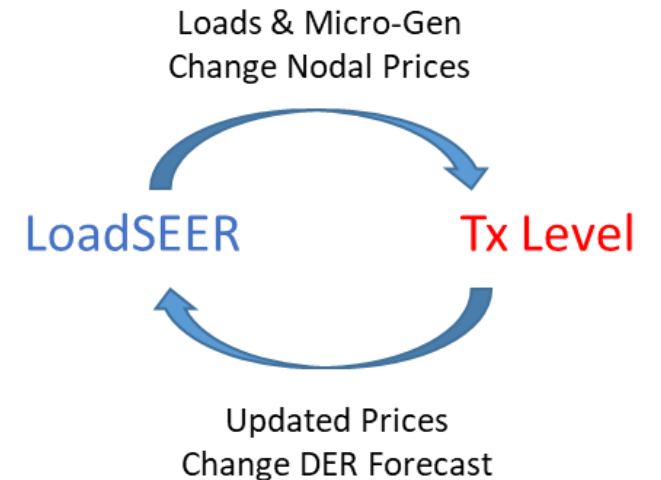 Loads & Micro-Gen
Change Nodal Prices
LoadSEER
Tx Level
Updated Prices
Change DER Forecast